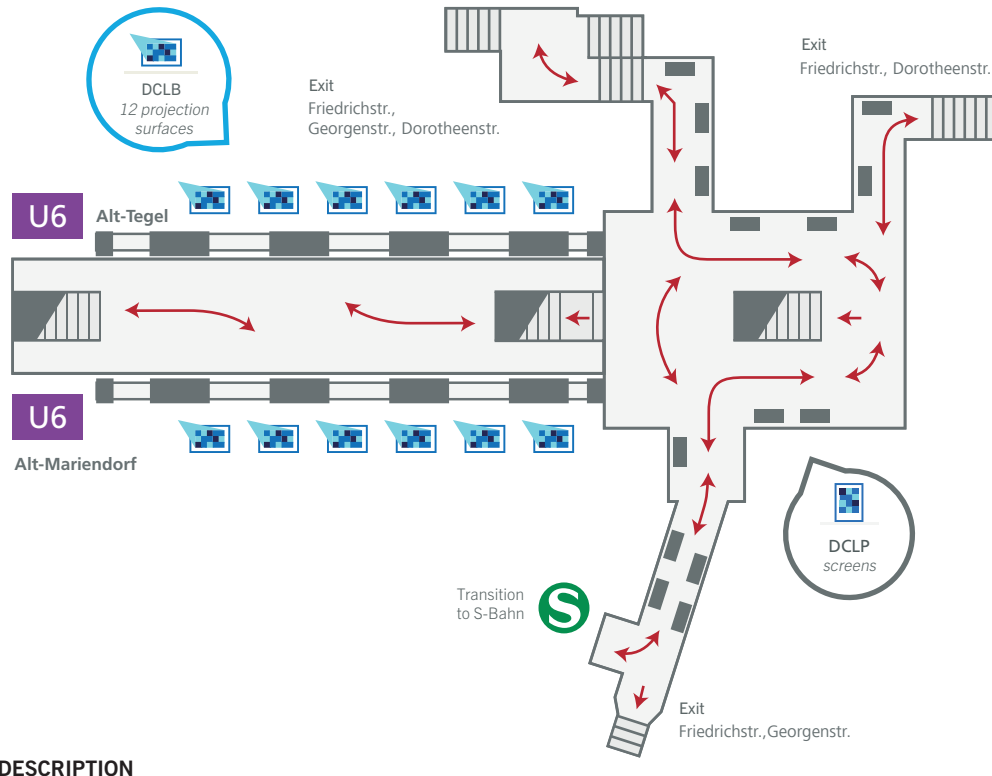 DCLB
12 projection
surfaces
Exit
Friedrichstr.,
Georgenstr., Dorotheenstr.
Exit
Friedrichstr., Dorotheenstr.
U6
Alt-Tegel
U6
Alt-Mariendorf
DCLP
screens
Transition
to S-Bahn
S
Exit
Friedrichstr.,Georgenstr.
DESCRIPTION